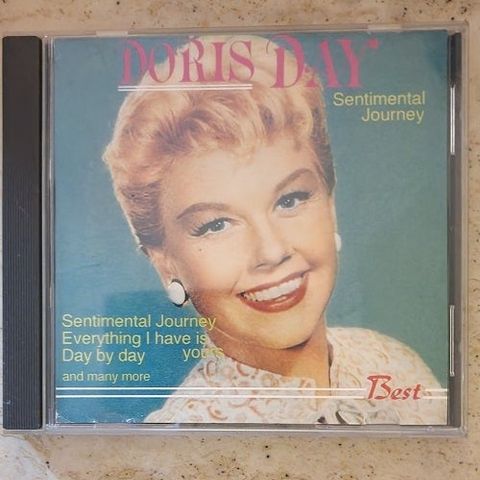 DORIS DAY
Sentimental
Journey
Sentimental Journey
Everything I have is
Day by day yours
and many more
Best